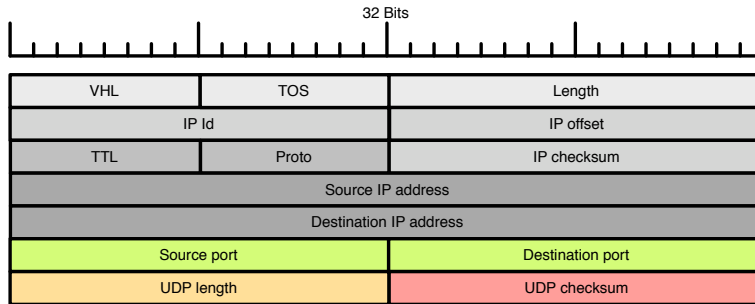 32 Bits
VHL TOS Length
IP Id IP offset
TTL Proto IP checksum
Source IP address
Destination IP address
Source port Destination port
UDP length UDP checksum